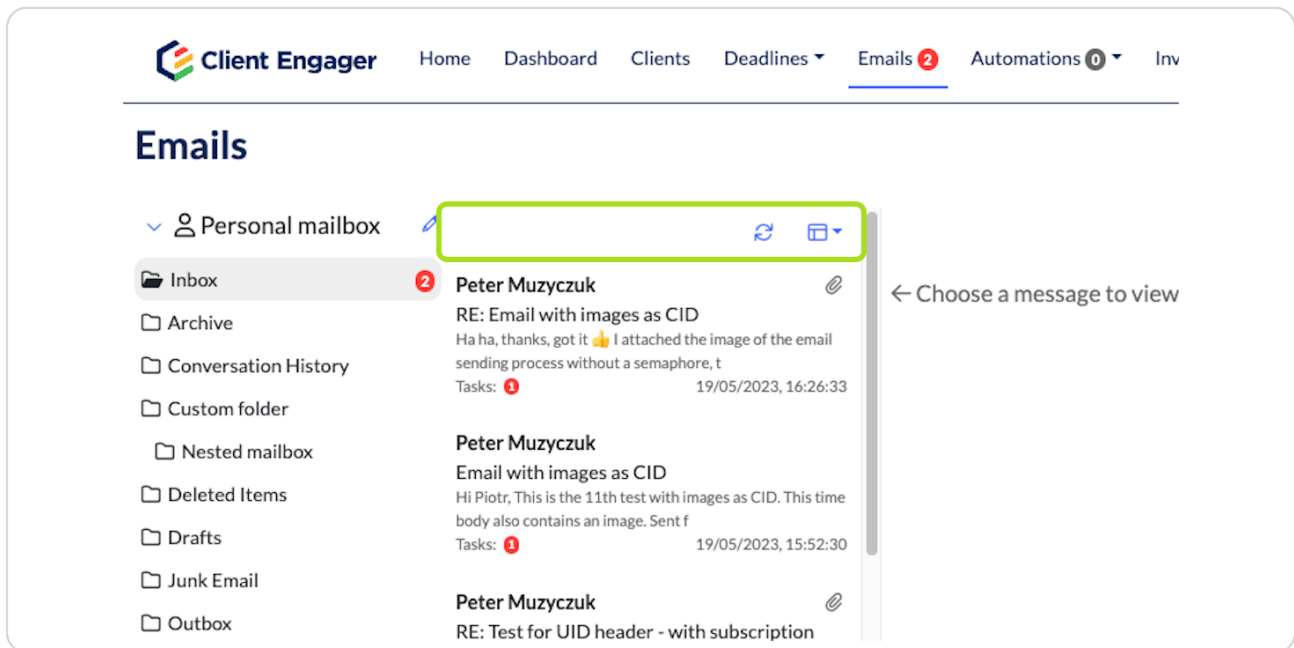 Client Engager Home Dashboard Clients Deadlines Emails 2 Automations 0 Inv
Emails
Personal mailbox
Inbox 2
Archive
Conversation History
Custom folder
Nested mailbox
Deleted Items
Drafts
Junk Email
Outbox
Peter Muzyczuk
RE: Email with images as CID
Ha ha, thanks, got it 👍 I attached the image of the email
sending process without a semaphore, t
Tasks: 1 19/05/2023, 16:26:33
Peter Muzyczuk
Email with images as CID
Hi Piotr, This is the 11th test with images as CID. This time
body also contains an image. Sent f
Tasks: 1 19/05/2023, 15:52:30
Peter Muzyczuk
RE: Test for UID header - with subscription
← Choose a message to view